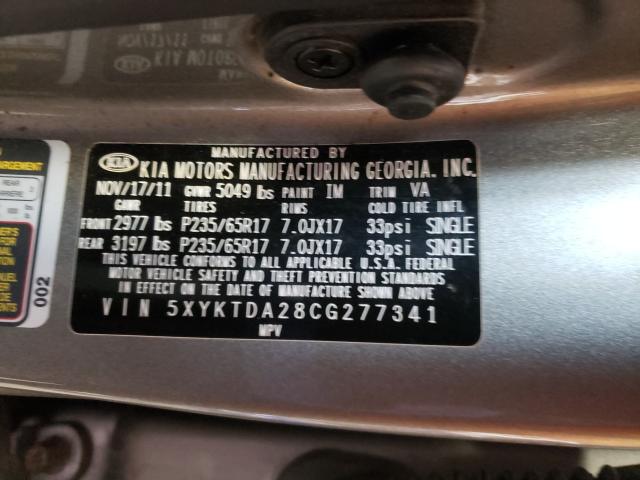 MANUFACTURED BY
KIA KIA MOTORS MANUFACTURING GEORGIA. INC.
NOV/17/11 GVWR 5049 lbs PAINT IM TRIM VA
GAWR TIRES RIMS COLD TIRE INFL
FRONT 2977 lbs P235/65R17 7.0JX17 33psi SINGLE
REAR 3197 lbs P235/65R17 7.0JX17 33psi SINGLE
THIS VEHICLE CONFORMS TO ALL APPLICABLE U.S.A. FEDERAL
MOTOR VEHICLE SAFETY AND THEFT PREVENTION STANDARDS
IN EFFECT ON THE DATE OF MANUFACTURE SHOWN ABOVE
VIN 5XYKTDA28CG277341
MPV
REAR
002